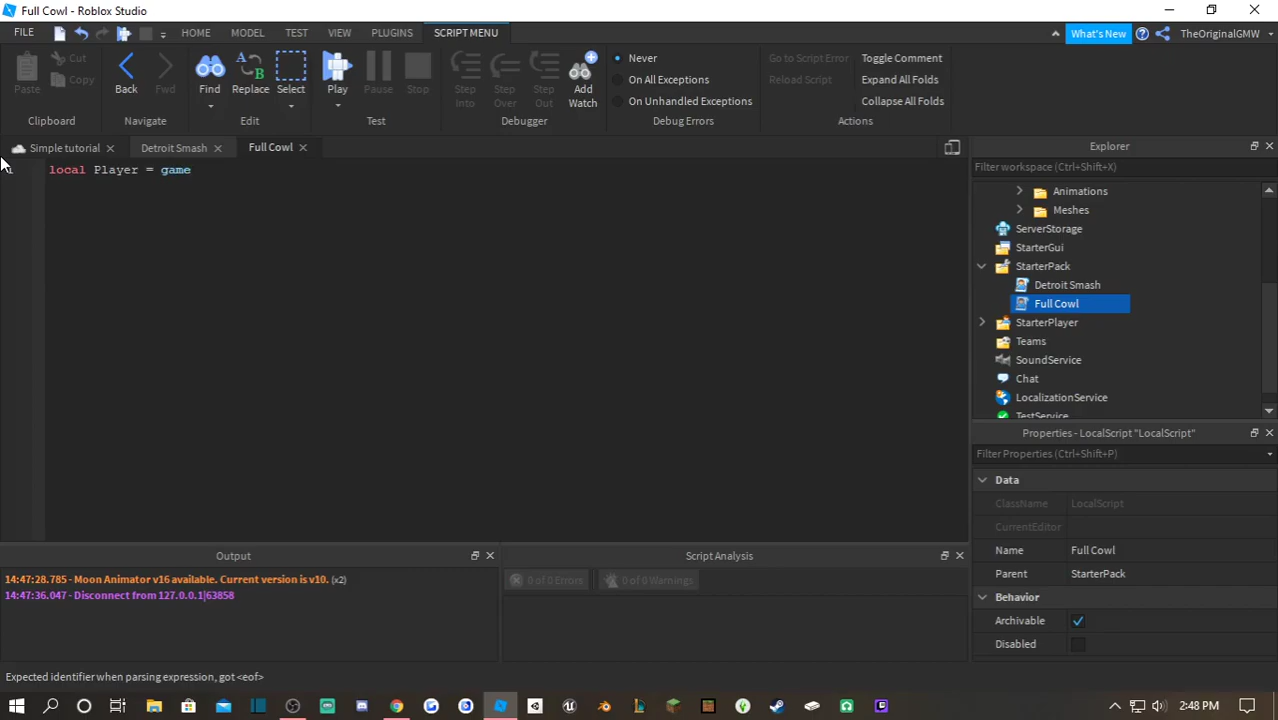 Full Cowl - Roblox Studio
FILE HOME MODEL TEST VIEW PLUGINS SCRIPT MENU What's New TheOriginalGMW
Paste Cut Copy Back Fwd Find Replace Select Play Pause Stop Step Into Step Over Step Out Add Watch Never On All Exceptions On Unhandled Exceptions Go to Script Error Reload Script Toggle Comment Expand All Folds Collapse All Folds
Clipboard Navigate Edit Test Debugger Debug Errors Actions
Simple tutorial Detroit Smash Full Cowl
local Player = game
Explorer
Filter workspace (Ctrl+Shift+X)
Animations
Meshes
ServerStorage
StarterGui
StarterPack
Detroit Smash
Full Cowl
StarterPlayer
Teams
SoundService
Chat
LocalizationService
TestService
Properties - LocalScript "LocalScript"
Filter Properties (Ctrl+Shift+P)
Data
ClassName LocalScript
CurrentEditor
Name Full Cowl
Parent StarterPack
Behavior
Archivable
Disabled
Output
14:47:28.785 - Moon Animator v16 available. Current version is v10. (x2)
14:47:36.047 - Disconnect from 127.0.0.1|63858
Script Analysis
0 of 0 Errors 0 of 0 Warnings
Expected identifier when parsing expression, got <eof>
2:48 PM